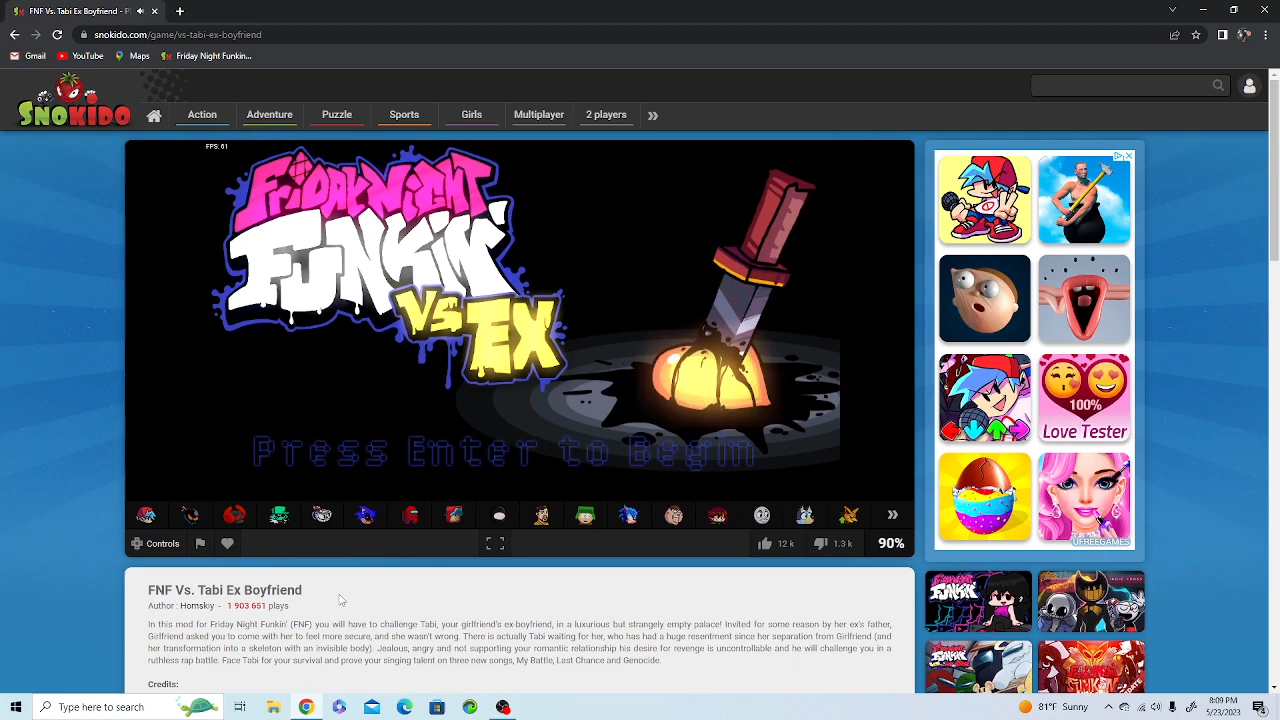 FNF Vs. Tabi Ex Boyfriend - Pl
snokido.com/game/vs-tabi-ex-boyfriend
Gmail YouTube Maps Friday Night Funkin...
SNOKIDO
Action Adventure Puzzle Sports Girls Multiplayer 2 players
FPS: 61
FRiDAY NiGHT
FUNKiN'
VS EX
Press Enter to Begin
100%
Love Tester
UFREEGAMES
Controls 12 k 1.3 k 90%
FNF Vs. Tabi Ex Boyfriend
Author : Homskiy - 1 903 651 plays
In this mod for Friday Night Funkin' (FNF) you will have to challenge Tabi, your girlfriend's ex-boyfriend, in a luxurious but strangely empty palace! Invited for some reason by her ex's father,
Girlfriend asked you to come with her to feel more secure, and she wasn't wrong. There is actually Tabi waiting for her, who has had a huge resentment since her separation from Girlfriend (and
her transformation into a skeleton with an invisible body). Jealous, angry and not supporting your romantic relationship his desire for revenge is uncontrollable and he will challenge you in a
ruthless rap battle. Face Tabi for your survival and prove your singing talent on three new songs, My Battle, Last Chance and Genocide.
Credits:
Type here to search
81°F Sunny
8:09 PM
5/23/2023
4